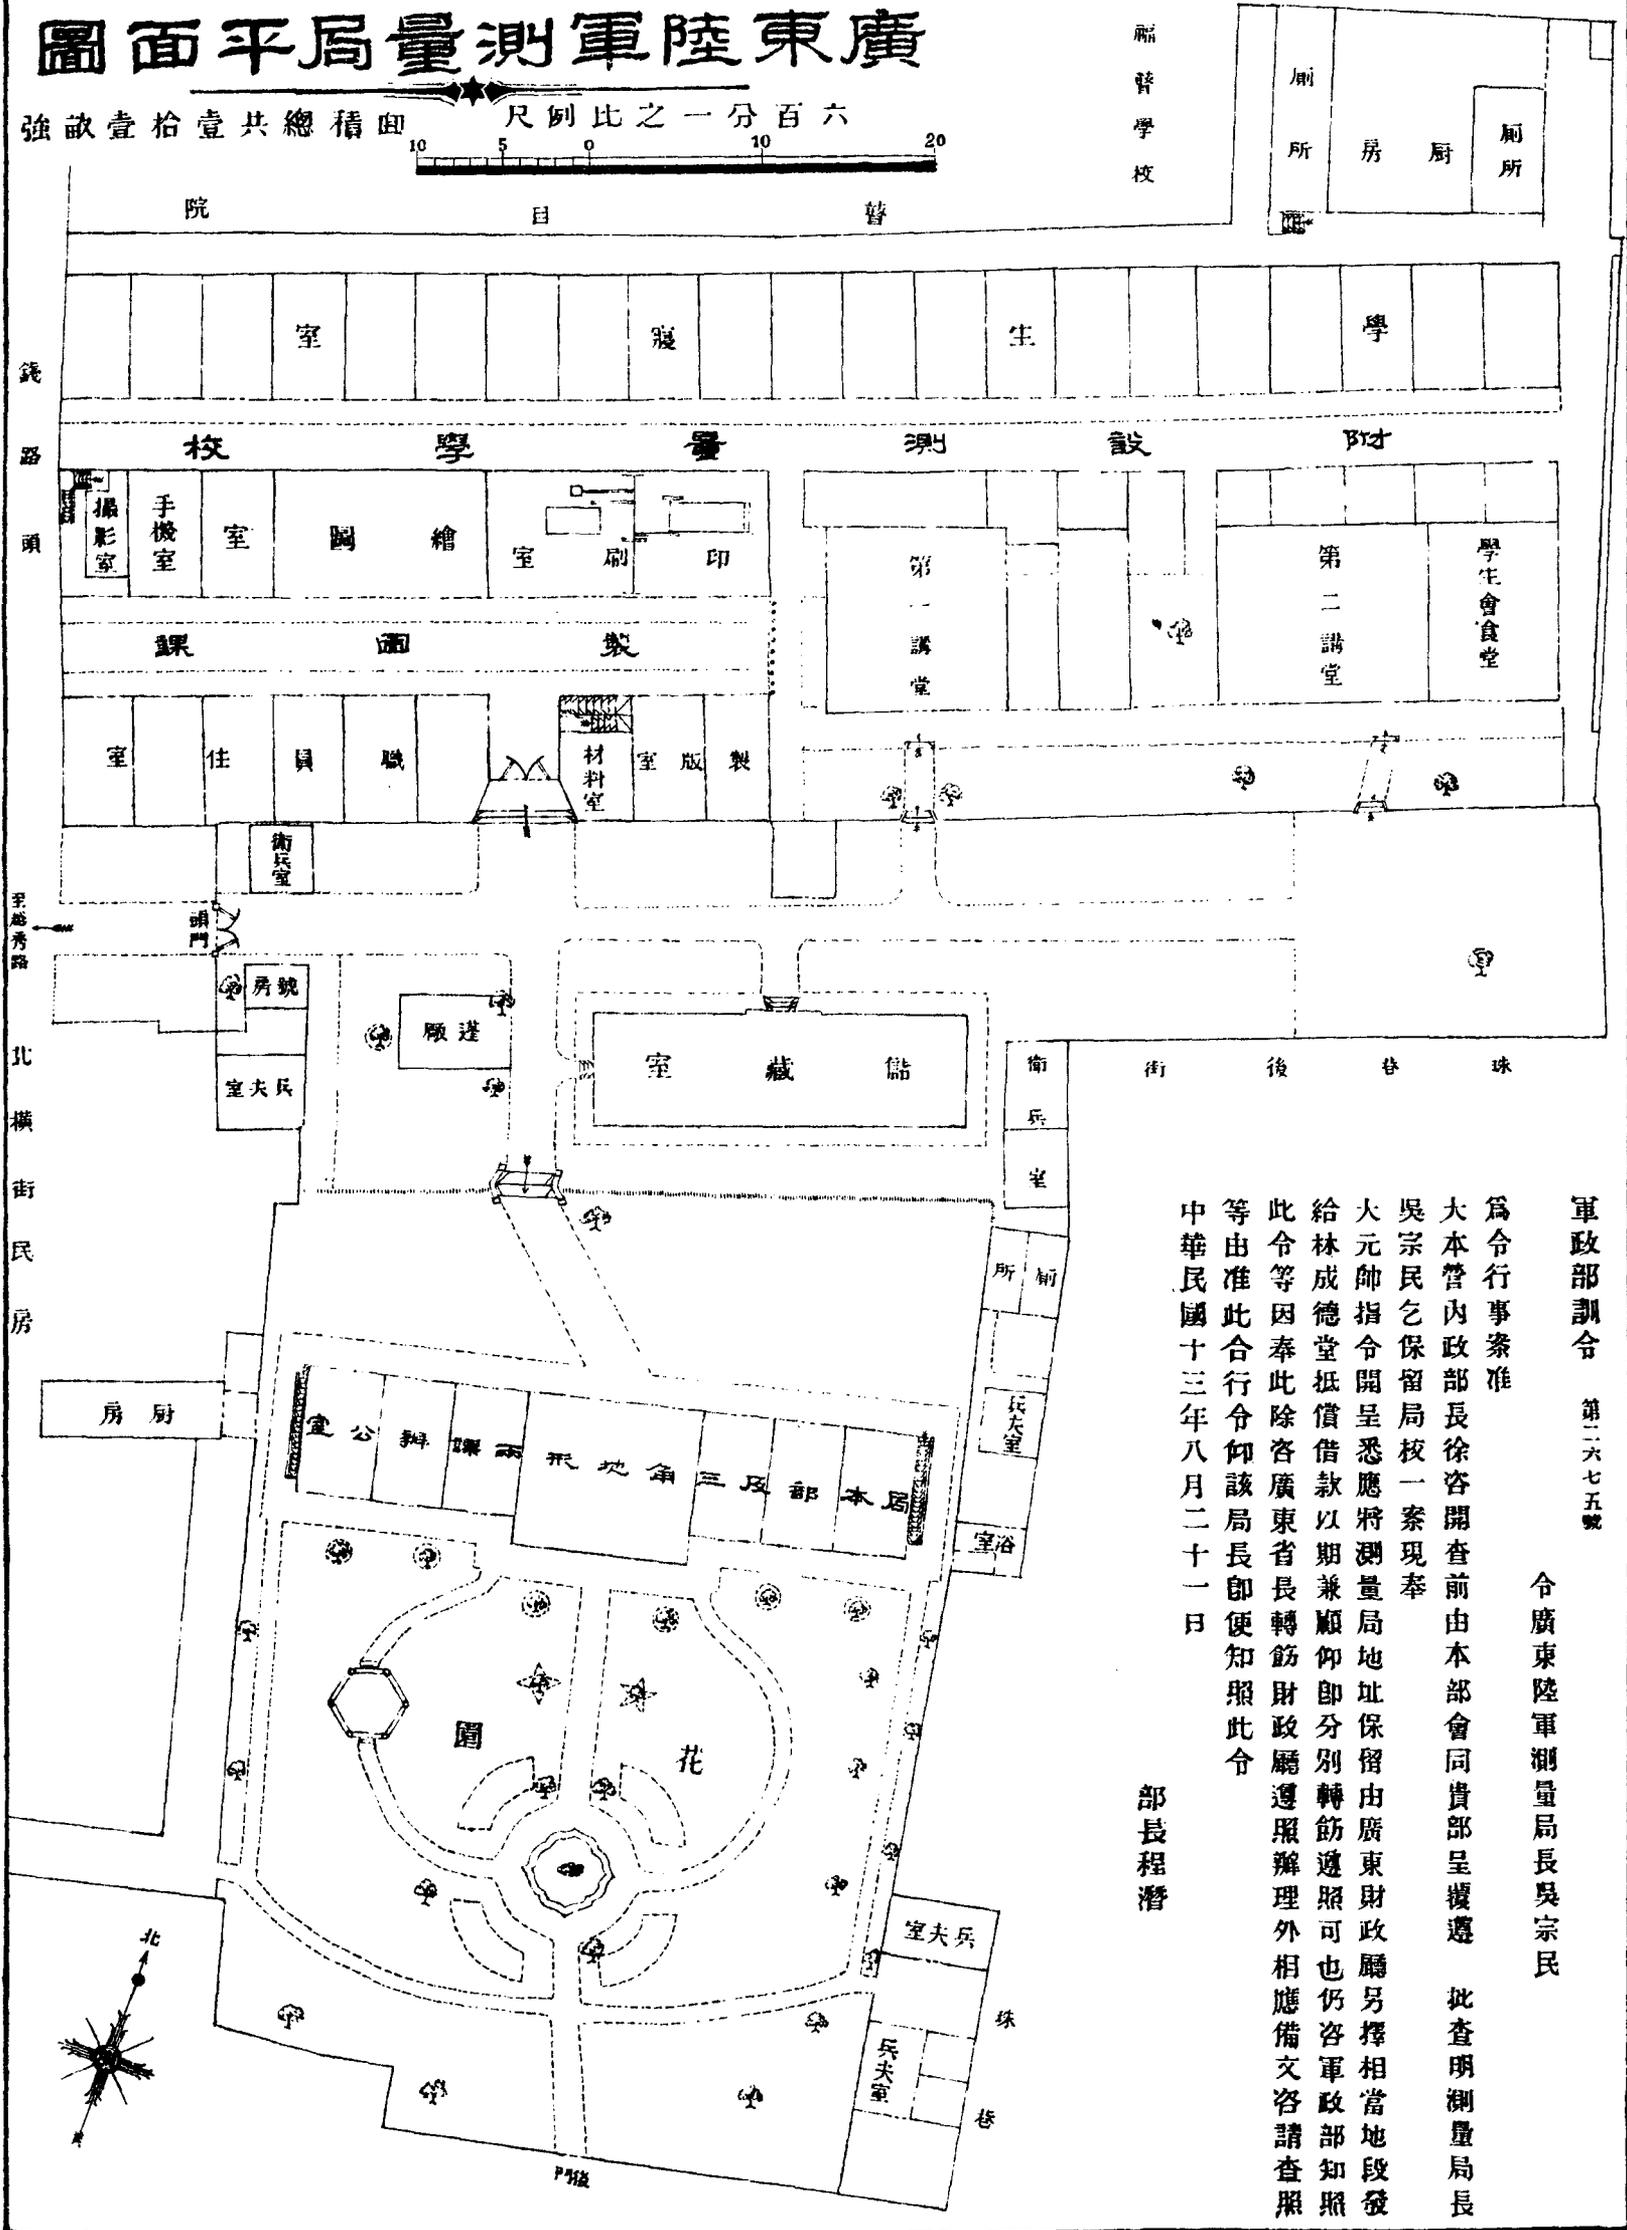 廣東陸軍測量局平面圖
六百分一之比例尺
面積總共壹拾壹畝強
10 5 0 10 20
瞽目院
福瞽學校
廁所
廚房
廁所
學生寢室
附設測量學校
錢路頭
攝影室
手機室
繪圖室
印刷室
第一講堂
第二講堂
學生會食堂
製圖課
職員住室
材料室
製版室
衛兵室
頭門
至越秀路
號房
蓬廠
兵夫室
儲藏室
衛兵室
珠巷後街
北橫街民房
廁所
兵夫室
浴室
廚房
局本部及三角地形兩課辦公室
花園
兵夫室
兵夫室
珠巷
後門
北
軍政部訓令 第二六七五號
令廣東陸軍測量局長吳宗民
爲令行事案准
大本營內政部長徐咨開查前由本部會同貴部呈覆遵 批查明測量局長
吳宗民乞保留局校一案現奉
大元帥指令開呈悉應將測量局地址保留由廣東財政廳另擇相當地段發
給林成德堂抵償借款以期兼顧仰卽分別轉飭遵照可也仍咨軍政部知照
此令等因奉此除咨廣東省長轉飭財政廳遵照辦理外相應備文咨請查照
等由准此合行令仰該局長卽便知照此令
中華民國十三年八月二十一日
部長程潛